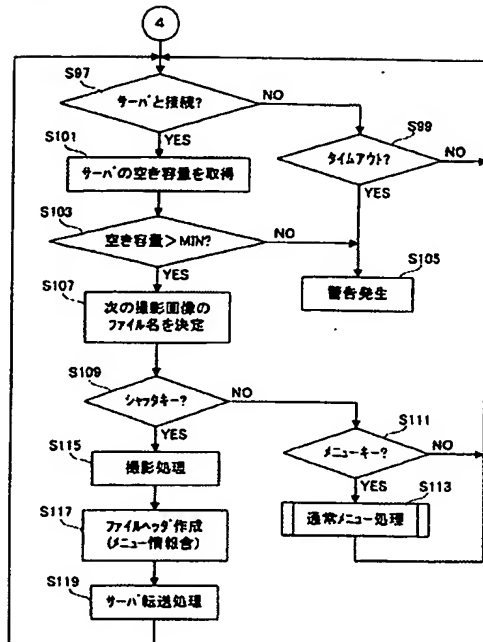 4
S97
サーバと接続?
NO
YES
S99
タイムアウト?
NO
YES
S101
サーバの空き容量を取得
S103
空き容量>MIN?
NO
YES
S105
警告発生
S107
次の撮影画像の
ファイル名を決定
S109
シャッタキー?
NO
YES
S111
メニューキー?
NO
YES
S113
通常メニュー処理
S115
撮影処理
S117
ファイルヘッダ作成
(メニュー情報含)
S119
サーバ転送処理